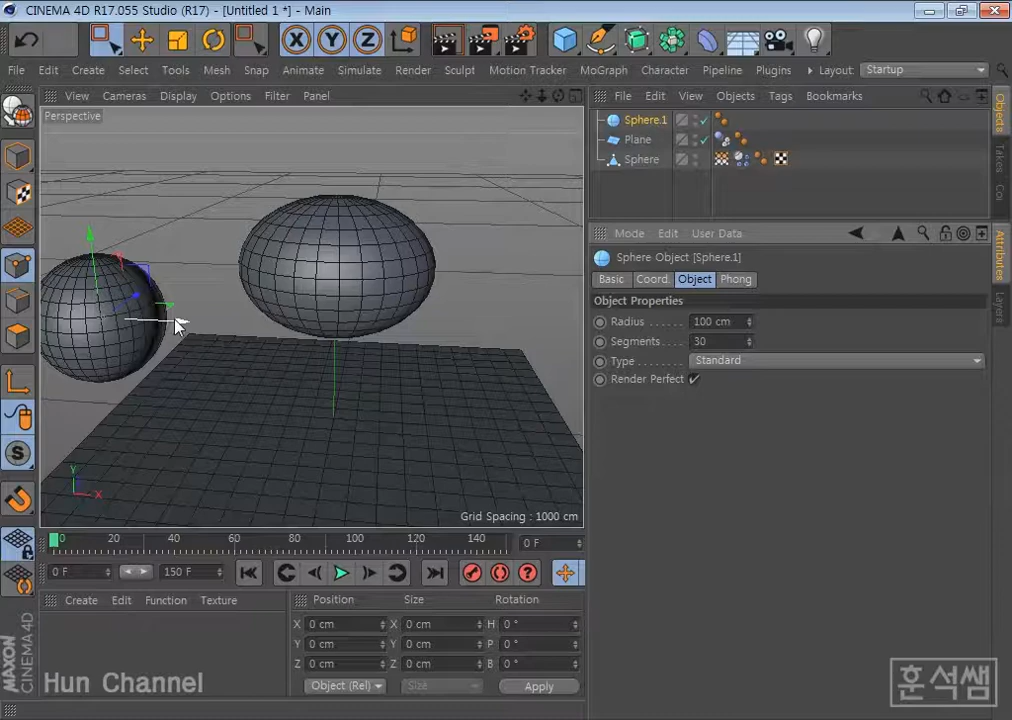 CINEMA 4D R17.055 Studio (R17) - [Untitled 1 *] - Main
X Y Z
File Edit Create Select Tools Mesh Snap Animate Simulate Render Sculpt Motion Tracker MoGraph Character Pipeline Plugins Layout: Startup
View Cameras Display Options Filter Panel
File Edit View Objects Tags Bookmarks
Perspective
Sphere.1
Plane
Sphere
Objects
Takes
Attributes
Layers
Mode Edit User Data
Sphere Object [Sphere.1]
Basic Coord. Object Phong
Object Properties
Radius 100 cm
Segments 30
Type Standard
Render Perfect
S
Y
X
Grid Spacing : 1000 cm
0 20 40 60 80 100 120 140 0 F
0 F 150 F
Create Edit Function Texture
Position Size Rotation
X 0 cm X 0 cm H 0 °
Y 0 cm Y 0 cm P 0 °
Z 0 cm Z 0 cm B 0 °
Object (Rel) Size Apply
MAXON
CINEMA 4D
Hun Channel
훈석쌤